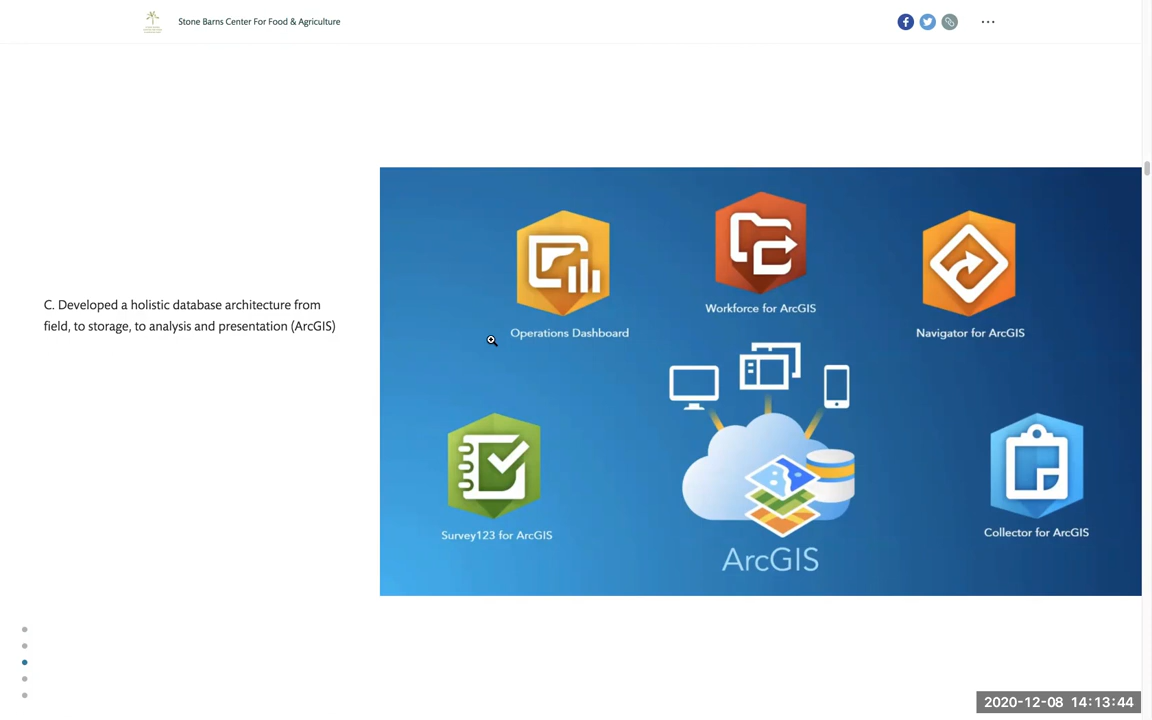 Stone Barns Center For Food & Agriculture
C. Developed a holistic database architecture from
field, to storage, to analysis and presentation (ArcGIS)
Operations Dashboard
Workforce for ArcGIS
Navigator for ArcGIS
Survey123 for ArcGIS
ArcGIS
Collector for ArcGIS
2020-12-08 14:13:44